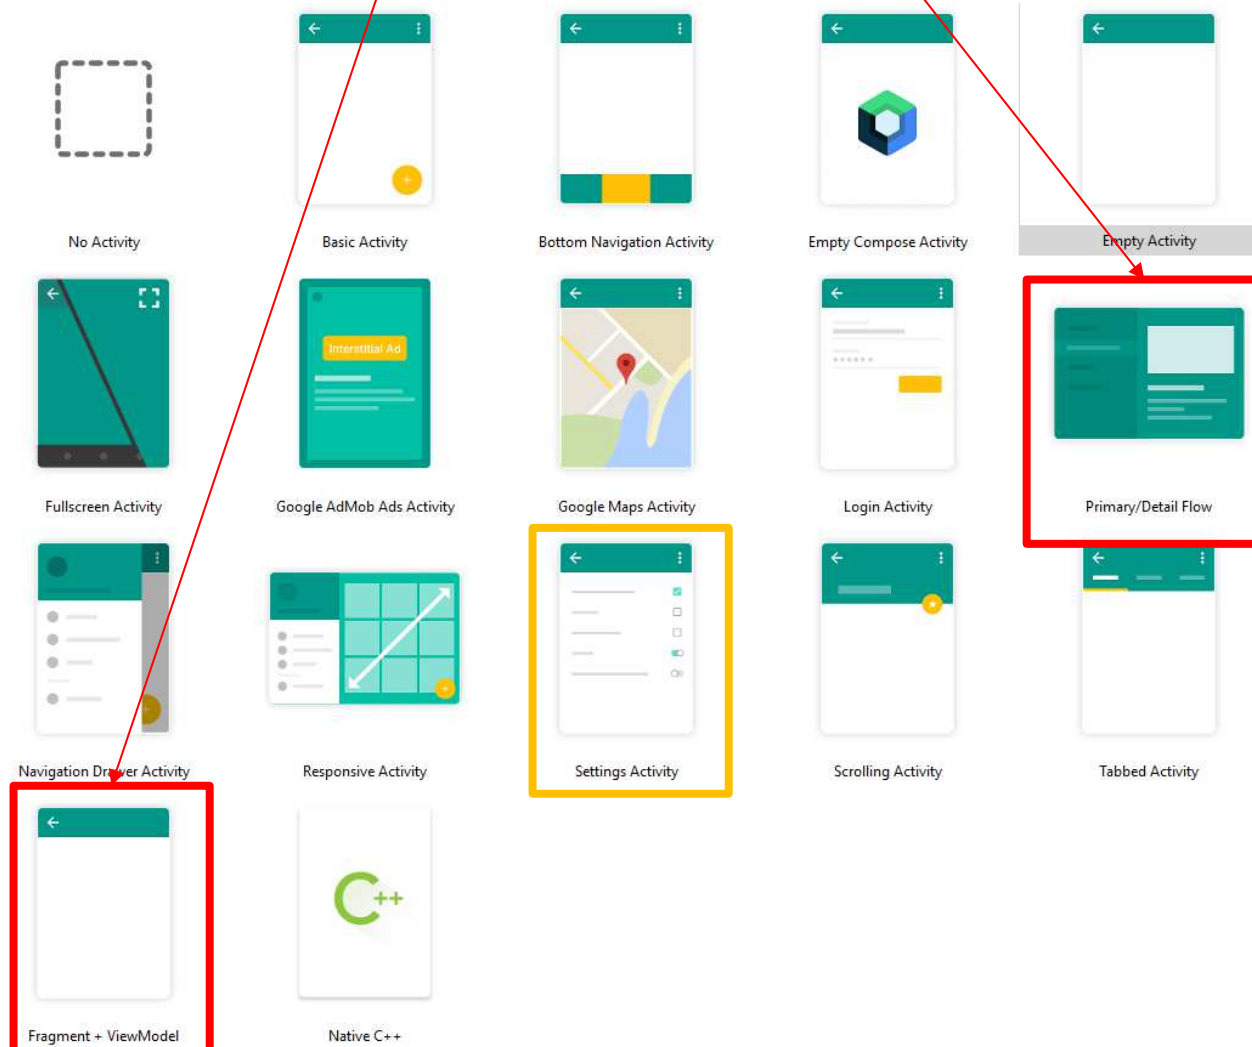 No Activity
Basic Activity
Bottom Navigation Activity
Empty Compose Activity
Empty Activity
Interstitial Ad
Fullscreen Activity
Google AdMob Ads Activity
Google Maps Activity
Login Activity
Primary/Detail Flow
Navigation Drawer Activity
Responsive Activity
Settings Activity
Scrolling Activity
Tabbed Activity
C++
Fragment + ViewModel
Native C++